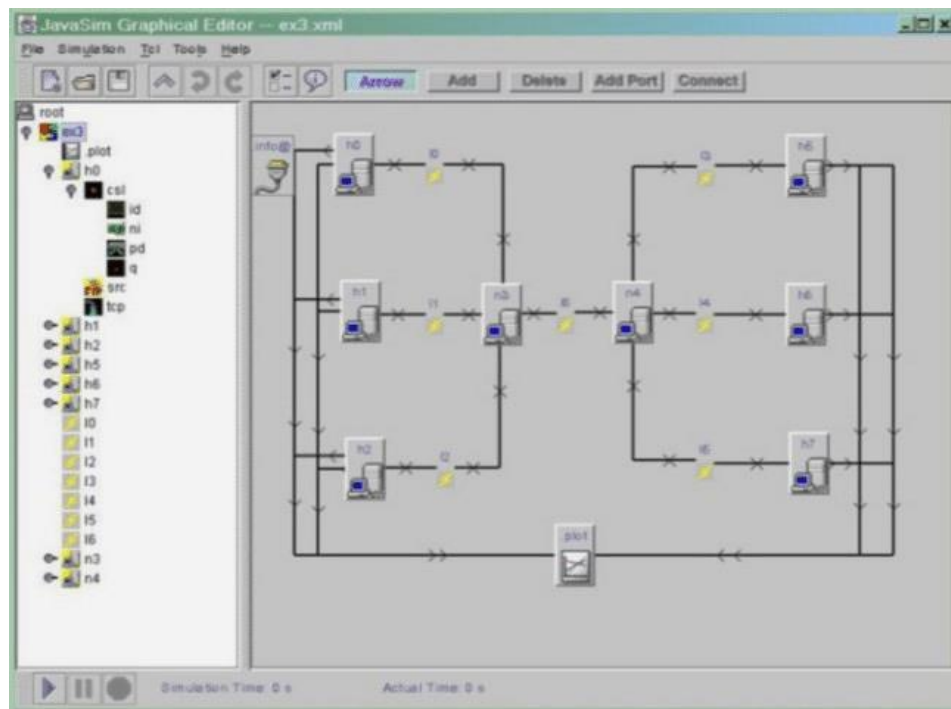 JavaSim Graphical Editor -- ex3.xml
File Simulation Tcl Tools Help
Arrow Add Delete Add Port Connect
root
ex3
.plot
h0
csl
id
ni
pd
q
src
tcp
h1
h2
h5
h6
h7
l0
l1
l2
l3
l4
l5
l6
n3
n4
.info@
h0
l0
l3
h5
h1
l1
n3
l6
n4
l4
h6
h2
l2
l5
h7
.plot
Simulation Time: 0 s Actual Time: 0 s